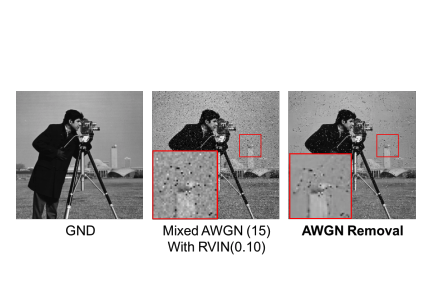 GND
Mixed AWGN (15)
With RVIN(0.10)
AWGN Removal